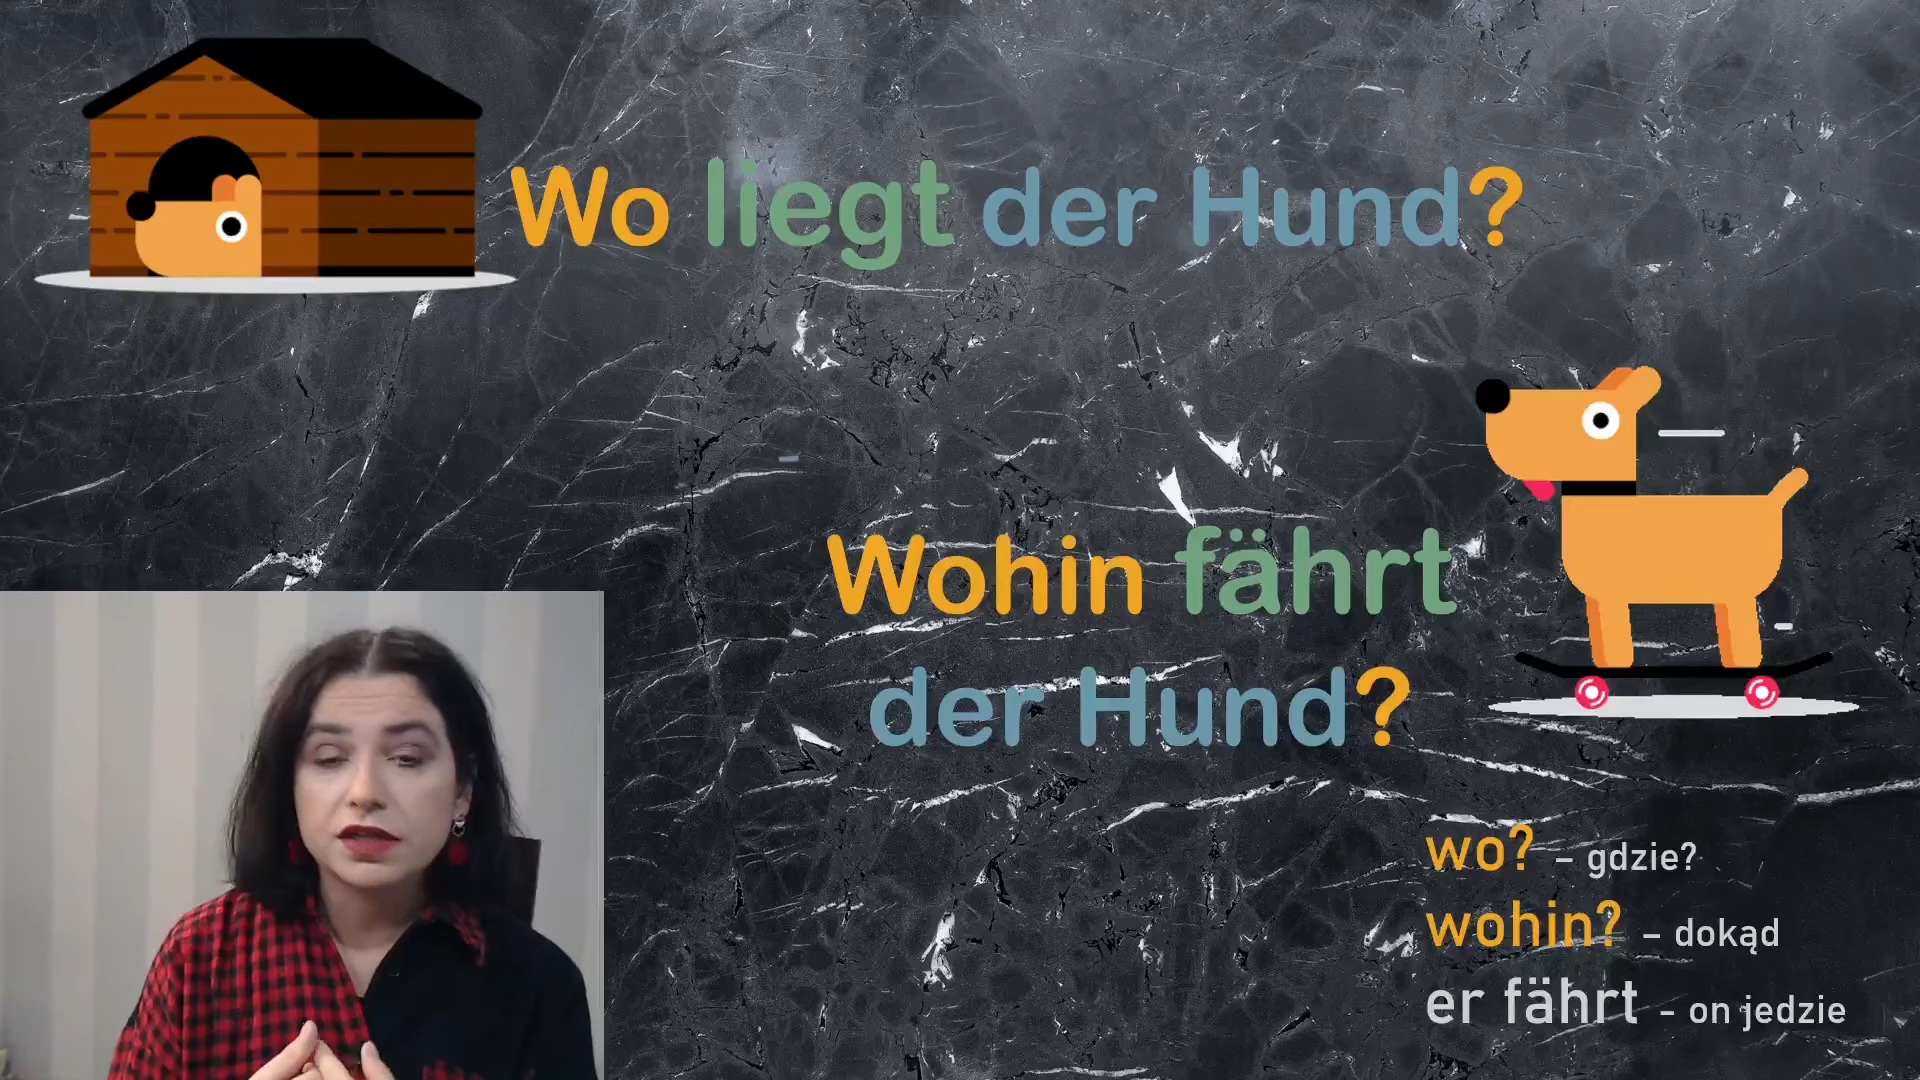 Wo liegt der Hund?
Wohin fährt
der Hund?
wo? – gdzie?
wohin? – dokąd
er fährt – on jedzie